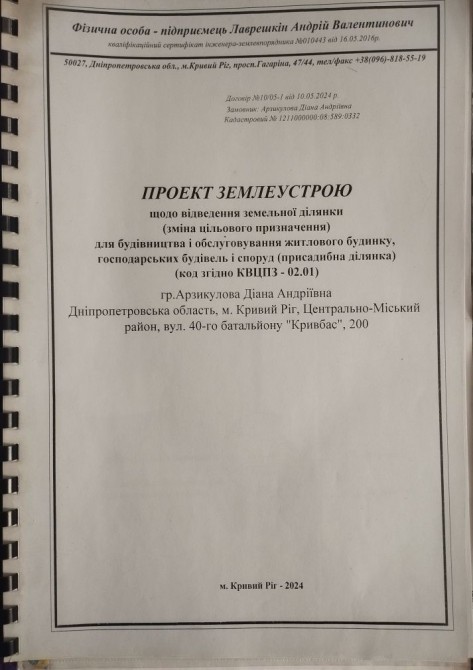 Фізична особа - підприємець Лаврешкін Андрій Валентинович
кваліфікаційний сертифікат інженера-землевпорядника №010443 від 16.05.2016р.
50027, Дніпропетровська обл., м.Кривий Ріг, просп.Гагаріна, 47/44, тел/факс +38(096)-818-55-19
Договір №10/05-1 від 10.05.2024 р.
Замовник Арзикулова Діана Андріївна
Кадастровий № 1211000000:08:589:0332
ПРОЕКТ ЗЕМЛЕУСТРОЮ
щодо відведення земельної ділянки
(зміна цільового призначення)
для будівництва і обслуговування житлового будинку,
господарських будівель і споруд (присадибна ділянка)
(код згідно КВЦПЗ - 02.01)
гр.Арзикулова Діана Андріївна
Дніпропетровська область, м. Кривий Ріг, Центрально-Міський
район, вул. 40-го батальйону "Кривбас", 200
м. Кривий Ріг - 2024